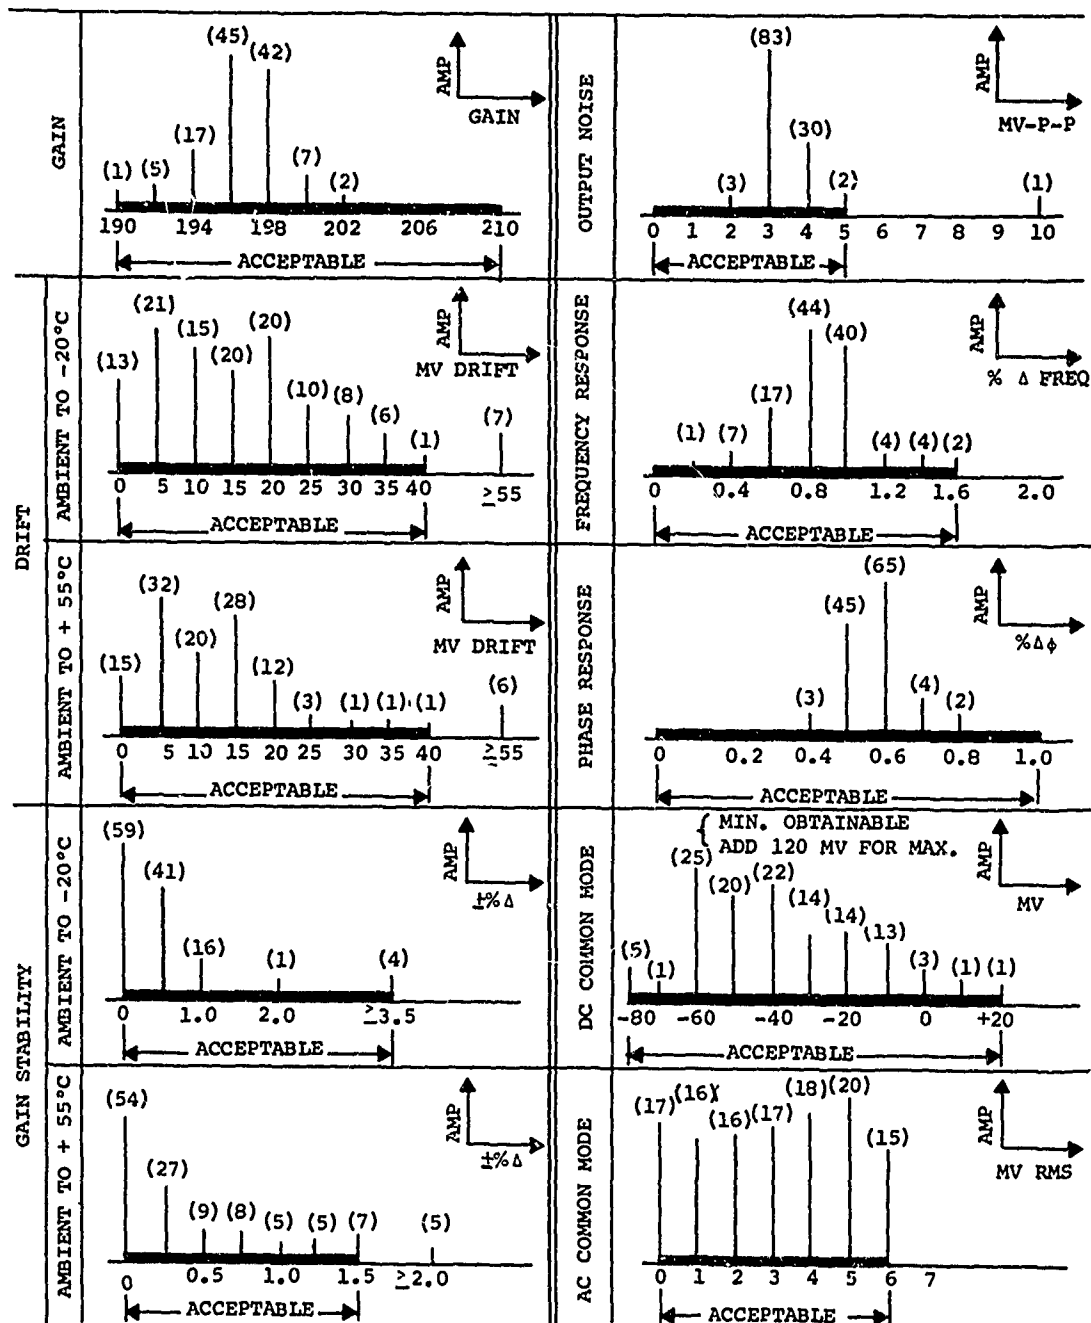 GAIN
(1) (5) (17) (45) (42) (7) (2)
AMP
GAIN
190 194 198 202 206 210
ACCEPTABLE
OUTPUT NOISE
(3) (83) (30) (2) (1)
AMP
MV-P-P
0 1 2 3 4 5 6 7 8 9 10
ACCEPTABLE
DRIFT
AMBIENT TO -20°C
(13) (21) (15) (20) (20) (10) (8) (6) (1) (7)
AMP
MV DRIFT
0 5 10 15 20 25 30 35 40 ≥55
ACCEPTABLE
FREQUENCY RESPONSE
(1) (7) (17) (44) (40) (4) (4) (2)
AMP
% Δ FREQ
0 0.4 0.8 1.2 1.6 2.0
ACCEPTABLE
AMBIENT TO + 55°C
(15) (32) (20) (28) (12) (3) (1) (1) (1) (6)
AMP
MV DRIFT
0 5 10 15 20 25 30 35 40 ≥55
ACCEPTABLE
PHASE RESPONSE
(3) (45) (65) (4) (2)
AMP
%Δϕ
0 0.2 0.4 0.6 0.8 1.0
ACCEPTABLE
GAIN STABILITY
AMBIENT TO -20°C
(59) (41) (16) (1) (4)
AMP
±%Δ
0 1.0 2.0 ≥3.5
ACCEPTABLE
DC COMMON MODE
{ MIN. OBTAINABLE
ADD 120 MV FOR MAX.
(5) (1) (25) (20) (22) (14) (14) (13) (3) (1) (1)
AMP
MV
-80 -60 -40 -20 0 +20
ACCEPTABLE
AMBIENT TO + 55°C
(54) (27) (9) (8) (5) (5) (7) (5)
AMP
±%Δ
0 0.5 1.0 1.5 ≥2.0
ACCEPTABLE
AC COMMON MODE
(17) (16) (16) (17) (18) (20) (15)
AMP
MV RMS
0 1 2 3 4 5 6 7
ACCEPTABLE